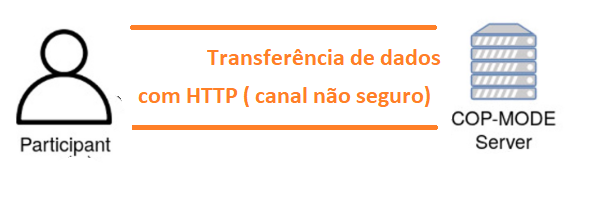 Transferência de dados
com HTTP ( canal não seguro)
Participant
COP-MODE
Server